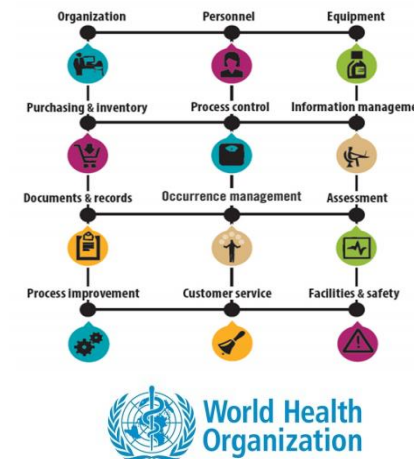 Organization Personnel Equipment
Purchasing & inventory Process control Information manageme
Documents & records Occurrence management Assessment
Process improvement Customer service Facilities & safety
World Health
Organization